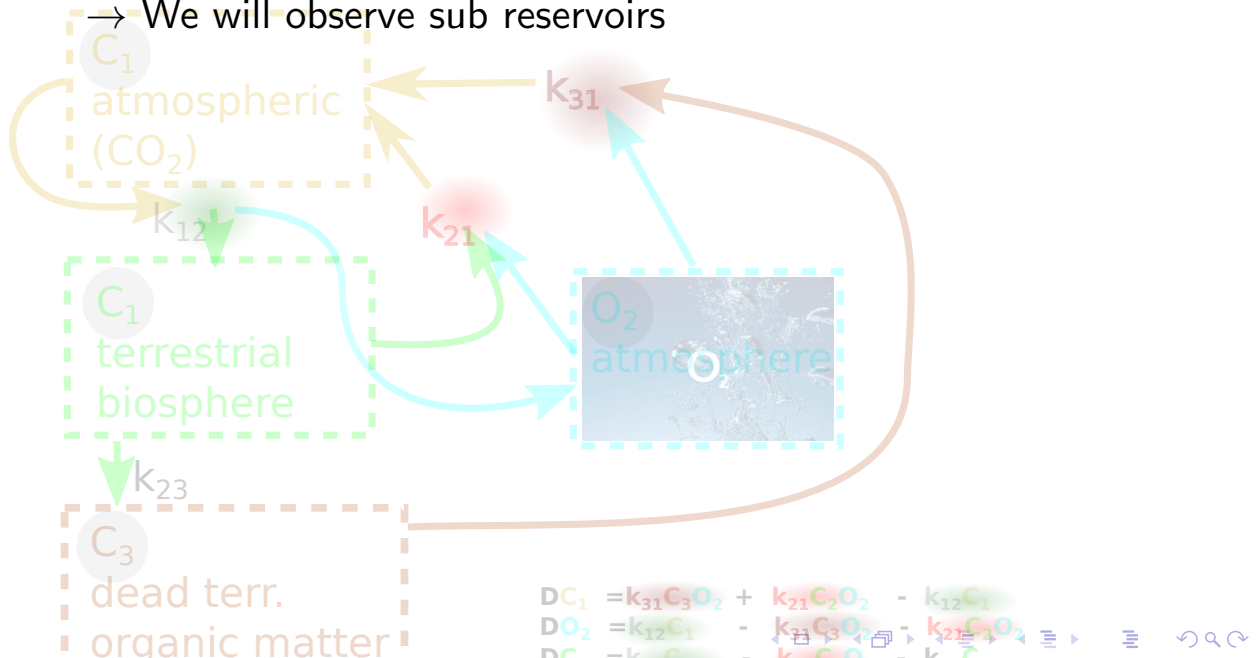 → We will observe sub reservoirs
C₁
atmospheric
(CO₂)
k₃₁
k₁₂
k₂₁
C₁
terrestrial
biosphere
O₂
atmosphere
O₂
k₂₃
C₃
dead terr.
organic matter
DC₁ =k₃₁C₃O₂ + k₂₁C₂O₂ - k₁₂C₁
DO₂ =k₁₂C₁ - k₃₁C₃O₂ - k₂₁C₂O₂